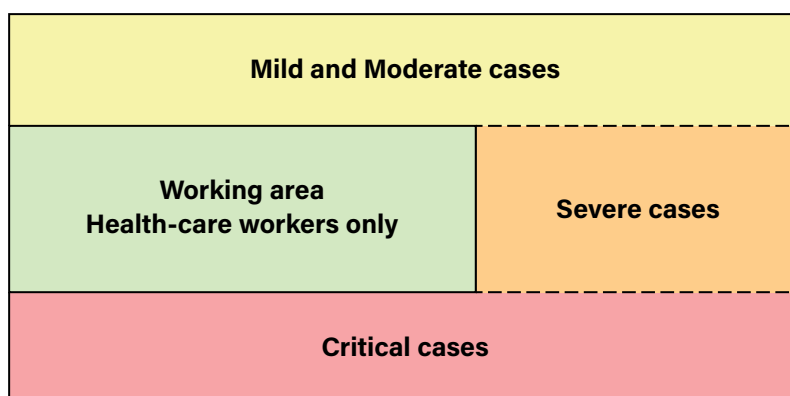 Mild and Moderate cases
Working area
Health-care workers only
Severe cases
Critical cases